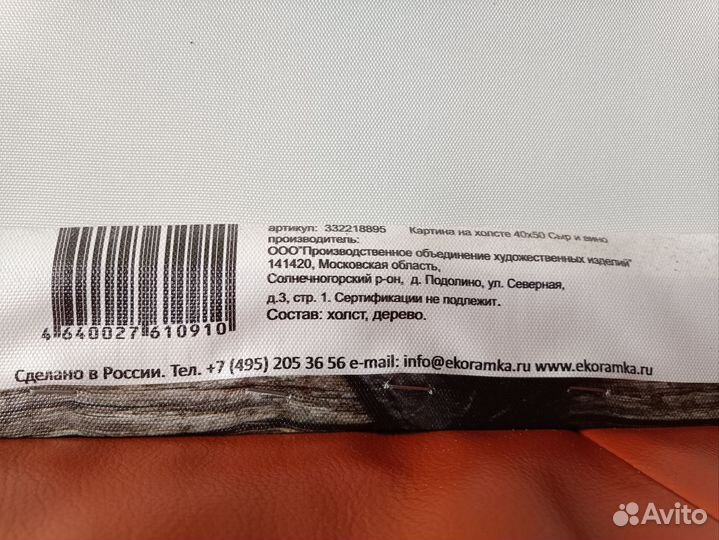 артикул: 332218895 Картина на холсте 40x50 Сыр и вино
производитель:
ООО"Производственное объединение художественных изделий"
141420, Московская область,
Солнечногорский р-он, д. Подолино, ул. Северная,
д.3, стр. 1. Сертификации не подлежит.
Состав: холст, дерево.
4 640027 610910
Сделано в России. Тел. +7 (495) 205 36 56 e-mail: info@ekoramka.ru www.ekoramka.ru
Avito